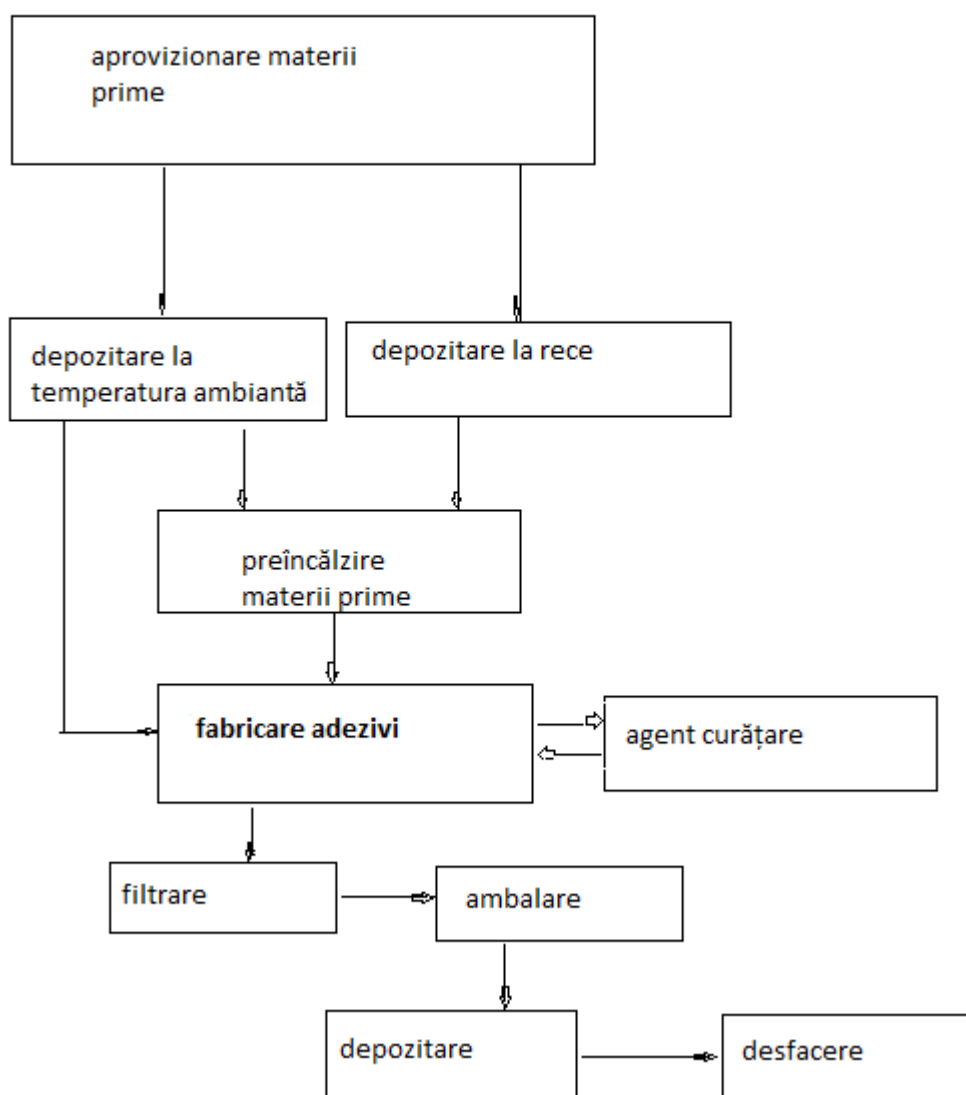 aprovizionare materii
prime
depozitare la
temperatura ambiantă
depozitare la rece
preîncălzire
materii prime
fabricare adezivi
agent curățare
filtrare
ambalare
depozitare
desfacere